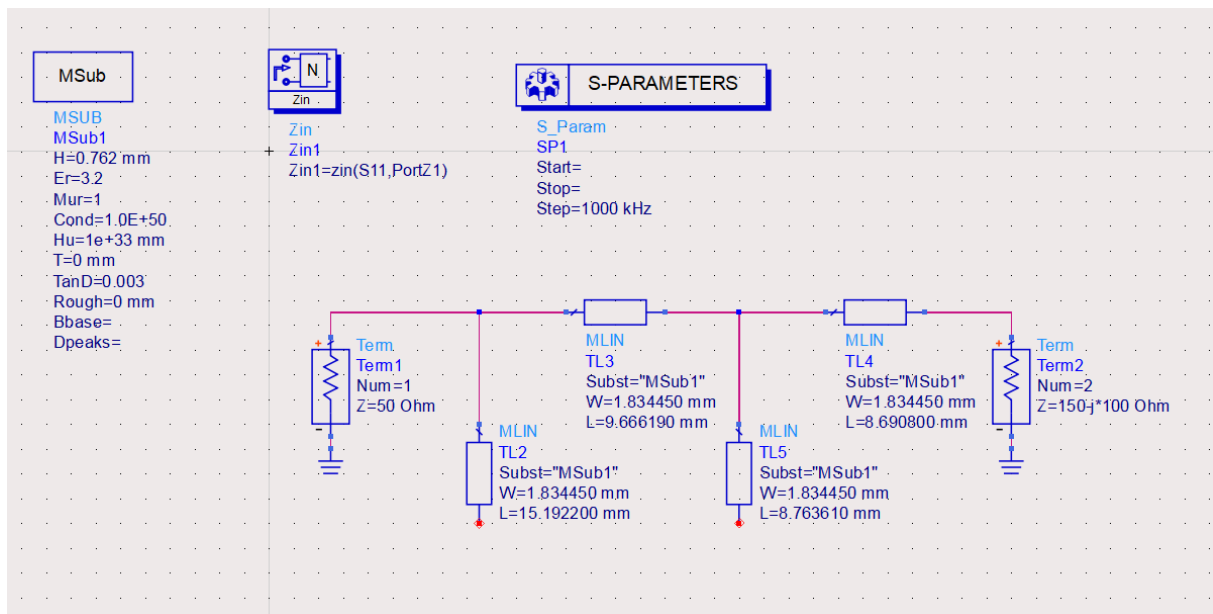 MSub
MSUB
MSub1
H=0.762 mm
Er=3.2
Mur=1
Cond=1.0E+50
Hu=1e+33 mm
T=0 mm
TanD=0.003
Rough=0 mm
Bbase=
Dpeaks=
N
Zin
Zin
Zin1
Zin1=zin(S11,PortZ1)
S-PARAMETERS
S_Param
SP1
Start=
Stop=
Step=1000 kHz
Term
Term1
Num=1
Z=50 Ohm
MLIN
TL2
Subst="MSub1"
W=1.834450 mm
L=15.192200 mm
MLIN
TL3
Subst="MSub1"
W=1.834450 mm
L=9.666190 mm
MLIN
TL5
Subst="MSub1"
W=1.834450 mm
L=8.763610 mm
MLIN
TL4
Subst="MSub1"
W=1.834450 mm
L=8.690800 mm
Term
Term2
Num=2
Z=150-j*100 Ohm